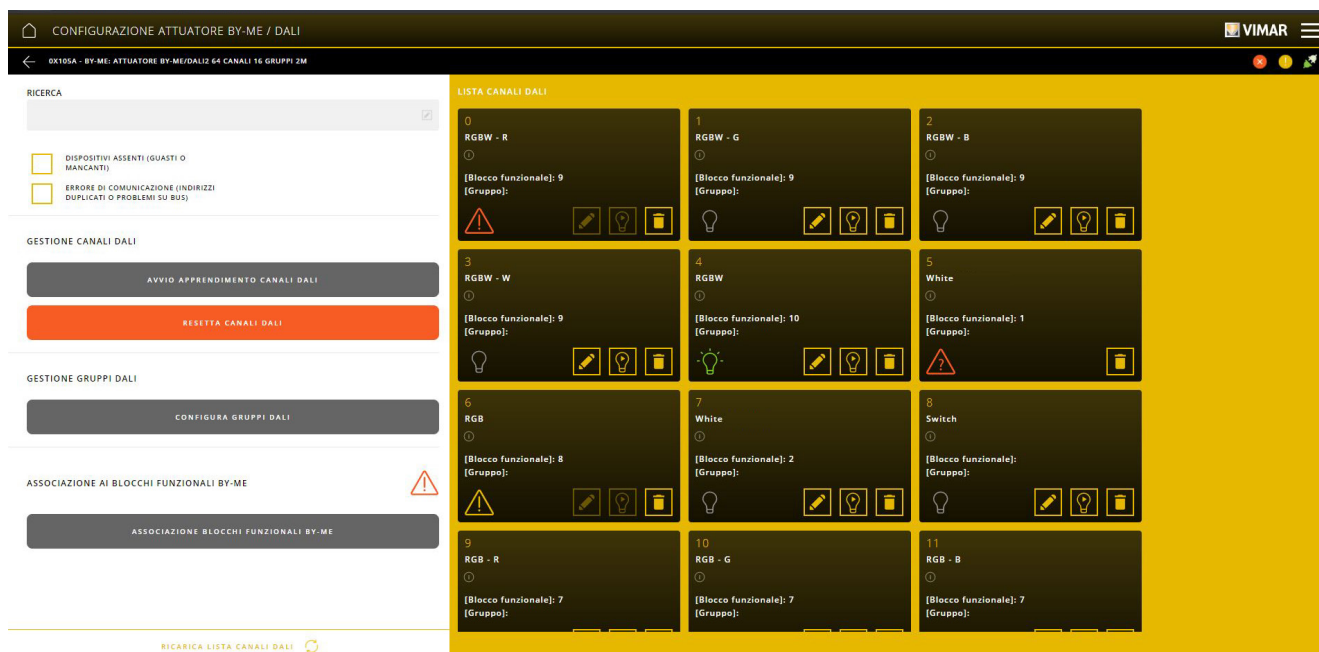 CONFIGURAZIONE ATTUATORE BY-ME / DALI
VIMAR
0X105A - BY-ME: ATTUATORE BY-ME/DALI2 64 CANALI 16 GRUPPI 2M
RICERCA
DISPOSITIVI ASSENTI (GUASTI O
MANCANTI)
ERRORE DI COMUNICAZIONE (INDIRIZZI
DUPLICATI O PROBLEMI SU BUS)
GESTIONE CANALI DALI
AVVIO APPRENDIMENTO CANALI DALI
RESETTA CANALI DALI
GESTIONE GRUPPI DALI
CONFIGURA GRUPPI DALI
ASSOCIAZIONE AI BLOCCHI FUNZIONALI BY-ME
ASSOCIAZIONE BLOCCHI FUNZIONALI BY-ME
RICARICA LISTA CANALI DALI
LISTA CANALI DALI
0
RGBW - R
[Blocco funzionale]: 9
[Gruppo]:
1
RGBW - G
[Blocco funzionale]: 9
[Gruppo]:
2
RGBW - B
[Blocco funzionale]: 9
[Gruppo]:
3
RGBW - W
[Blocco funzionale]: 9
[Gruppo]:
4
RGBW
[Blocco funzionale]: 10
[Gruppo]:
5
White
[Blocco funzionale]: 1
[Gruppo]:
6
RGB
[Blocco funzionale]: 8
[Gruppo]:
7
White
[Blocco funzionale]: 2
[Gruppo]:
8
Switch
[Blocco funzionale]:
[Gruppo]:
9
RGB - R
[Blocco funzionale]: 7
[Gruppo]:
10
RGB - G
[Blocco funzionale]: 7
[Gruppo]:
11
RGB - B
[Blocco funzionale]: 7
[Gruppo]: